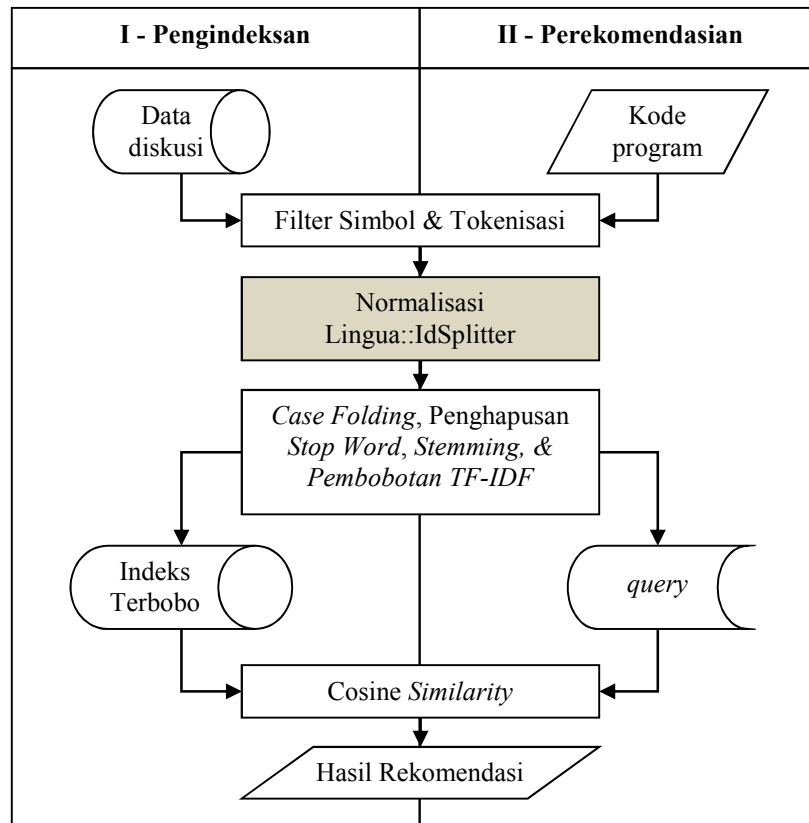 I - Pengindeksan
II - Perekomendasian
Data
diskusi
Kode
program
Filter Simbol & Tokenisasi
Normalisasi
Lingua::IdSplitter
Case Folding, Penghapusan
Stop Word, Stemming, &
Pembobotan TF-IDF
Indeks
Terbobo
query
Cosine Similarity
Hasil Rekomendasi